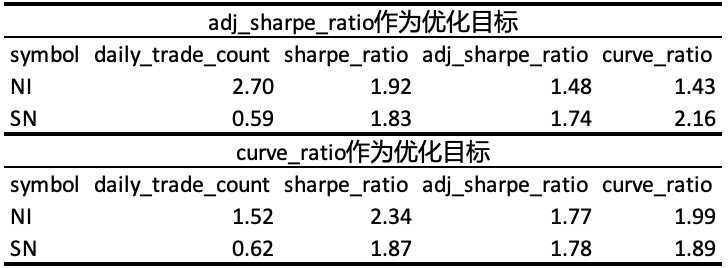 adj_sharpe_ratio作为优化目标
symbol daily_trade_count sharpe_ratio adj_sharpe_ratio curve_ratio
NI 2.70 1.92 1.48 1.43
SN 0.59 1.83 1.74 2.16
curve_ratio作为优化目标
symbol daily_trade_count sharpe_ratio adj_sharpe_ratio curve_ratio
NI 1.52 2.34 1.77 1.99
SN 0.62 1.87 1.78 1.89